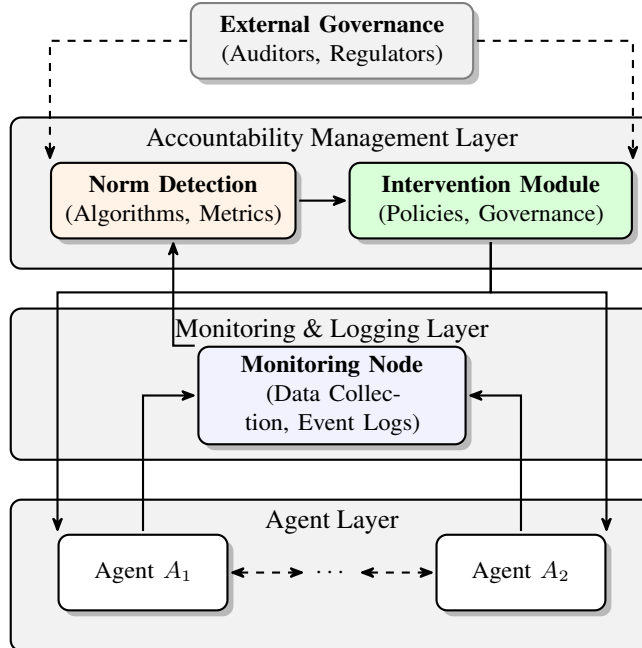 External Governance
(Auditors, Regulators)
Accountability Management Layer
Norm Detection
(Algorithms, Metrics)
Intervention Module
(Policies, Governance)
Monitoring & Logging Layer
Monitoring Node
(Data Collec-
tion, Event Logs)
Agent Layer
Agent A₁
...
Agent A₂